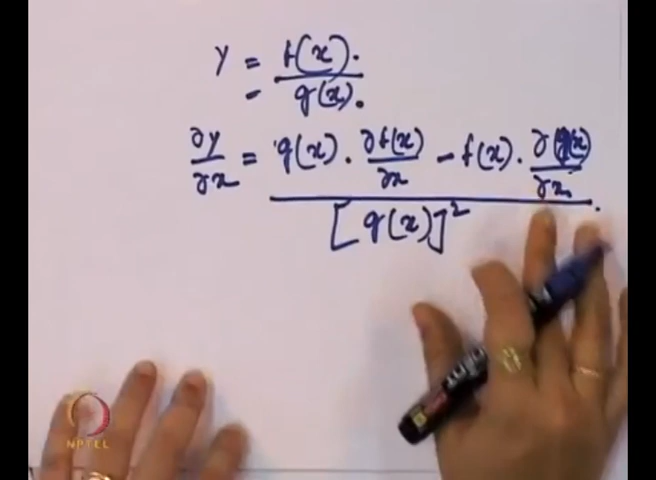 y = f(x) / g(x)
∂y/∂x = g(x) · ∂f(x)/∂x − f(x) · ∂(g(x))/∂x / [g(x)]²
NPTEL